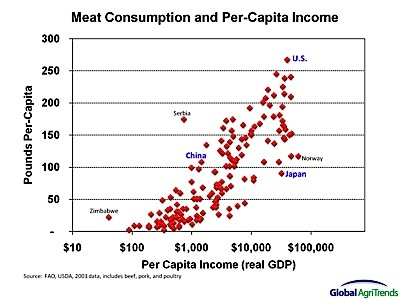 Meat Consumption and Per-Capita Income
Pounds Per-Capita
300
250
200
150
100
50
-
U.S.
Serbia
China
Norway
Japan
Zimbabwe
$10 $100 $1,000 $10,000 $100,000
Per Capita Income (real GDP)
Source: FAO, USDA, 2003 data, includes beef, pork, and poultry
Global AgriTrends